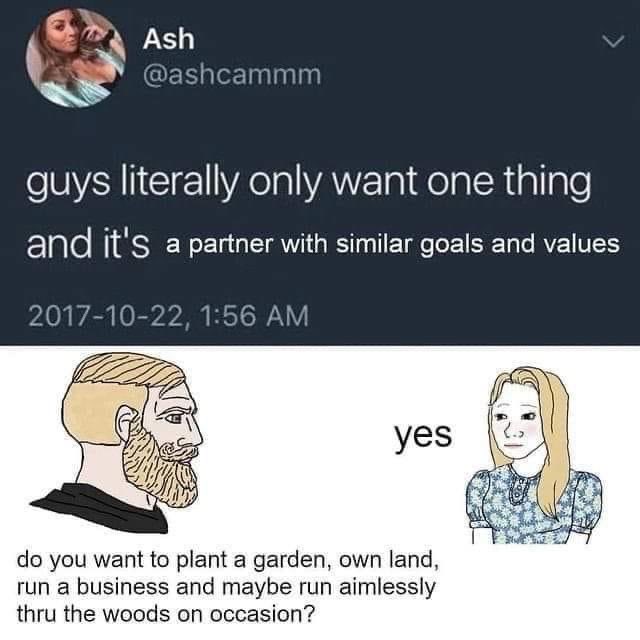 Ash
@ashcammm
guys literally only want one thing
and it's a partner with similar goals and values
2017-10-22, 1:56 AM
yes
do you want to plant a garden, own land,
run a business and maybe run aimlessly
thru the woods on occasion?